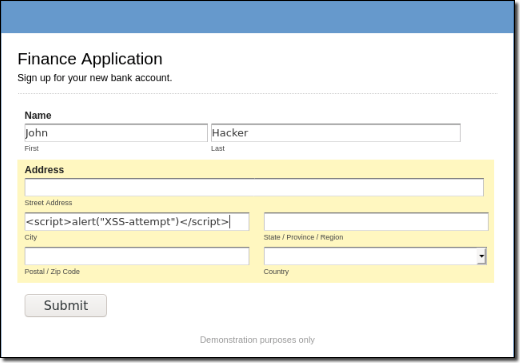 Finance Application
Sign up for your new bank account.
Name
John Hacker
First Last
Address
Street Address
<script>alert("XSS-attempt")</script>
City State / Province / Region
Postal / Zip Code Country
Submit
Demonstration purposes only